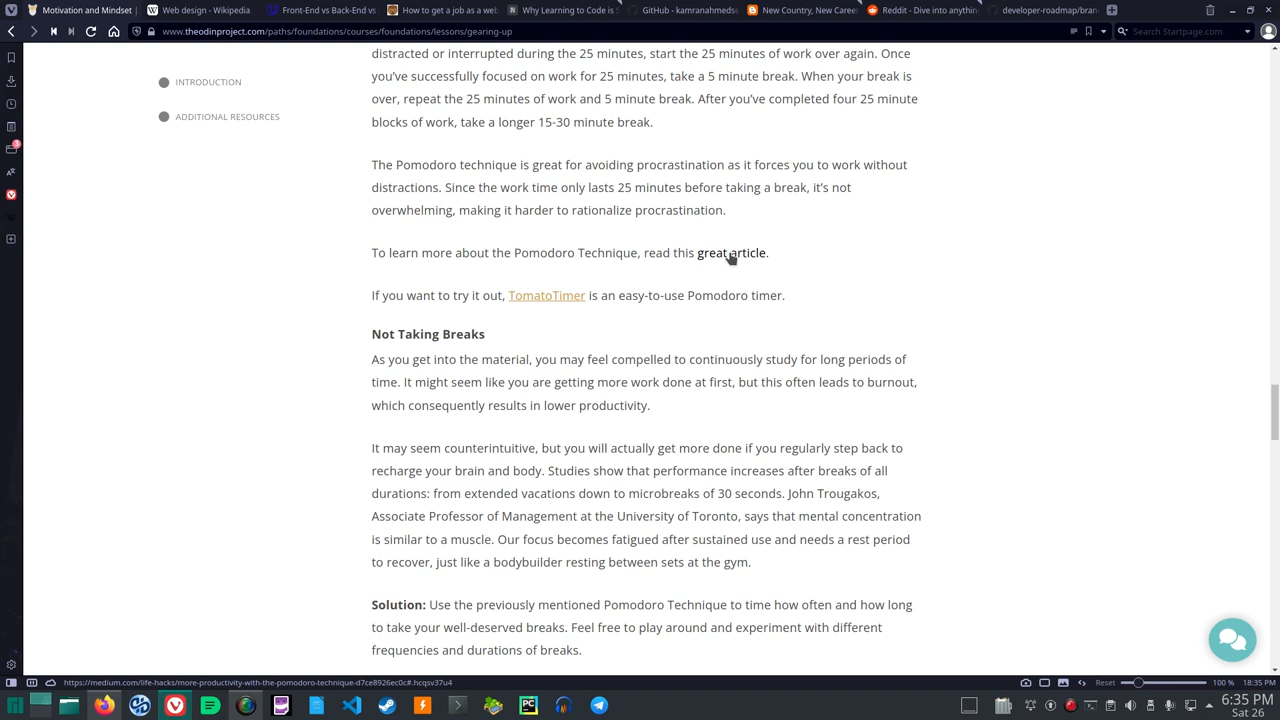 Motivation and Mindset |
Web design - Wikipedia
Front-End vs Back-End vs
How to get a job as a web
Why Learning to Code is S
GitHub - kamranahmedse
New Country, New Career
Reddit - Dive into anythin
developer-roadmap/bran
www.theodinproject.com/paths/foundations/courses/foundations/lessons/gearing-up
Search Startpage.com
INTRODUCTION
ADDITIONAL RESOURCES
distracted or interrupted during the 25 minutes, start the 25 minutes of work over again. Once
you’ve successfully focused on work for 25 minutes, take a 5 minute break. When your break is
over, repeat the 25 minutes of work and 5 minute break. After you’ve completed four 25 minute
blocks of work, take a longer 15-30 minute break.
The Pomodoro technique is great for avoiding procrastination as it forces you to work without
distractions. Since the work time only lasts 25 minutes before taking a break, it’s not
overwhelming, making it harder to rationalize procrastination.
To learn more about the Pomodoro Technique, read this great article.
If you want to try it out, TomatoTimer is an easy-to-use Pomodoro timer.
Not Taking Breaks
As you get into the material, you may feel compelled to continuously study for long periods of
time. It might seem like you are getting more work done at first, but this often leads to burnout,
which consequently results in lower productivity.
It may seem counterintuitive, but you will actually get more done if you regularly step back to
recharge your brain and body. Studies show that performance increases after breaks of all
durations: from extended vacations down to microbreaks of 30 seconds. John Trougakos,
Associate Professor of Management at the University of Toronto, says that mental concentration
is similar to a muscle. Our focus becomes fatigued after sustained use and needs a rest period
to recover, just like a bodybuilder resting between sets at the gym.
Solution: Use the previously mentioned Pomodoro Technique to time how often and how long
to take your well-deserved breaks. Feel free to play around and experiment with different
frequencies and durations of breaks.
3
https://medium.com/life-hacks/more-productivity-with-the-pomodoro-technique-d7ce8926ec0c#.hcqsv37u4
Reset
100 %
18:35 PM
6:35 PM
Sat 26